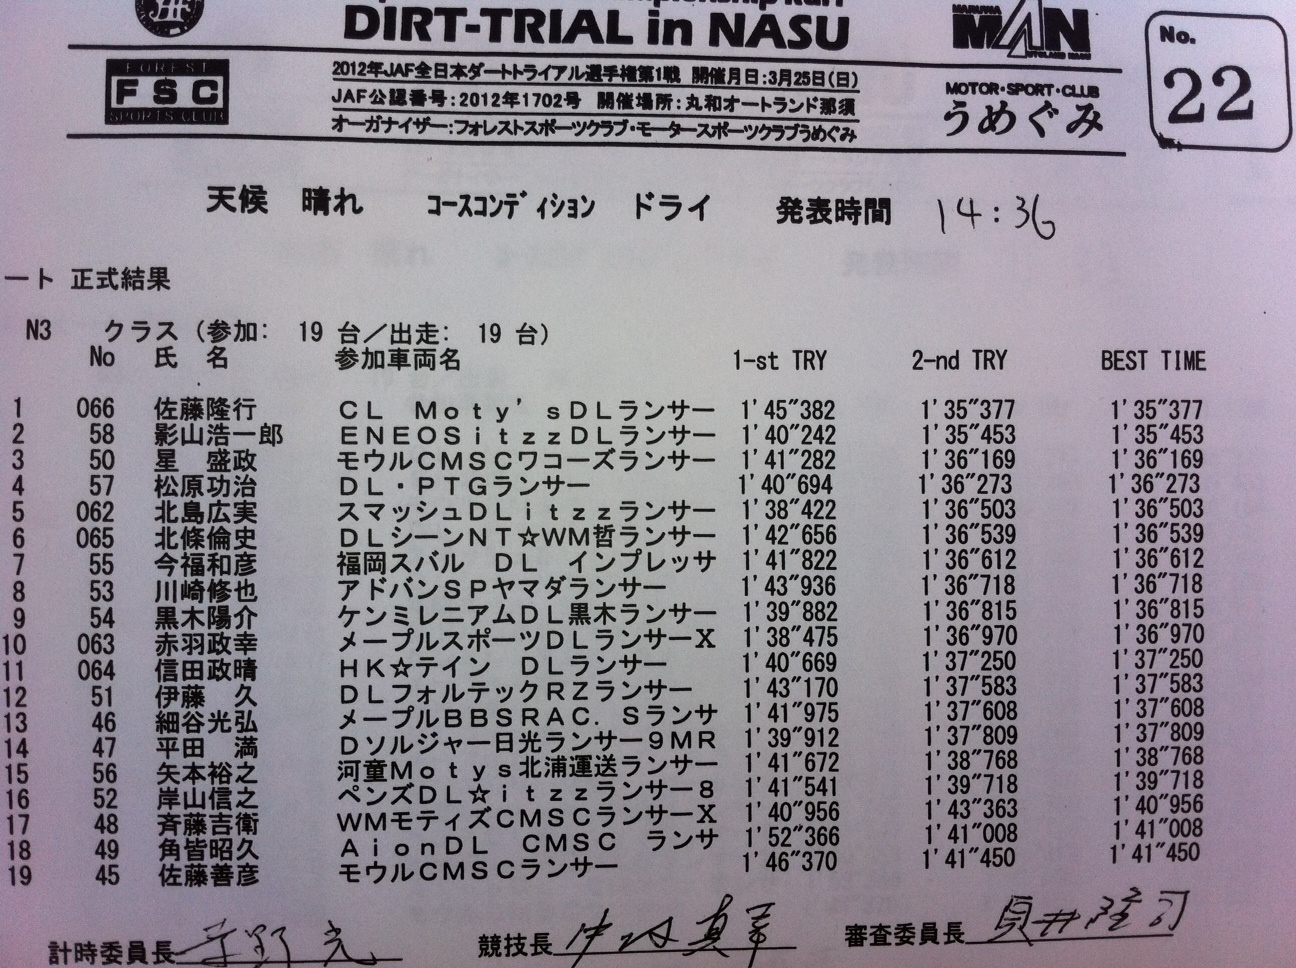 DIRT-TRIAL in NASU
MAN
No.
22
FOREST
FSC
SPORTS CLUB
2012年JAF全日本ダートトライアル選手権第1戦 開催月日:3月25日(日)
JAF公認番号:2012年1702号 開催場所:丸和オートランド那須
オーガナイザー:フォレストスポーツクラブ・モータースポーツクラブうめぐみ
MOTOR・SPORT・CLUB
うめぐみ
天候 晴れ コースコンディション ドライ 発表時間 14:36
ート 正式結果
N3 クラス (参加: 19 台/出走: 19 台)
No 氏 名 参加車両名 1-st TRY 2-nd TRY BEST TIME
1 066 佐藤隆行 CL Moty'sDLランサー 1'45"382 1'35"377 1'35"377
2 58 影山浩一郎 ENEOSitzzDLランサー 1'40"242 1'35"453 1'35"453
3 50 星 盛政 モウルCMSCワコーズランサー 1'41"282 1'36"169 1'36"169
4 57 松原功治 DL・PTGランサー 1'40"694 1'36"273 1'36"273
5 062 北島広実 スマッシュDLitzzランサー 1'38"422 1'36"503 1'36"503
6 065 北條倫史 DLシーンNT☆WM哲ランサー 1'42"656 1'36"539 1'36"539
7 55 今福和彦 福岡スバル DL インプレッサ 1'41"822 1'36"612 1'36"612
8 53 川崎修也 アドバンSPヤマダランサー 1'43"936 1'36"718 1'36"718
9 54 黒木陽介 ケンミレニアムDL黒木ランサー 1'39"882 1'36"815 1'36"815
10 063 赤羽政幸 メープルスポーツDLランサーX 1'38"475 1'36"970 1'36"970
11 064 信田政晴 HK☆テイン DLランサー 1'40"669 1'37"250 1'37"250
12 51 伊藤 久 DLフォルテックRZランサー 1'43"170 1'37"583 1'37"583
13 46 細谷光弘 メープルBBSRAC.Sランサ 1'41"975 1'37"608 1'37"608
14 47 平田 満 Dソルジャー日光ランサー9MR 1'39"912 1'37"809 1'37"809
15 56 矢本裕之 河童Motys北浦運送ランサー 1'41"672 1'38"768 1'38"768
16 52 岸山信之 ペンズDL☆itzzランサー8 1'41"541 1'39"718 1'39"718
17 48 斉藤吉衛 WMモティズCMSCランサーX 1'40"956 1'43"363 1'40"956
18 49 角皆昭久 AionDL CMSC ランサ 1'52"366 1'41"008 1'41"008
19 45 佐藤善彦 モウルCMSCランサー 1'46"370 1'41"450 1'41"450
計時委員長 競技長 審査委員長